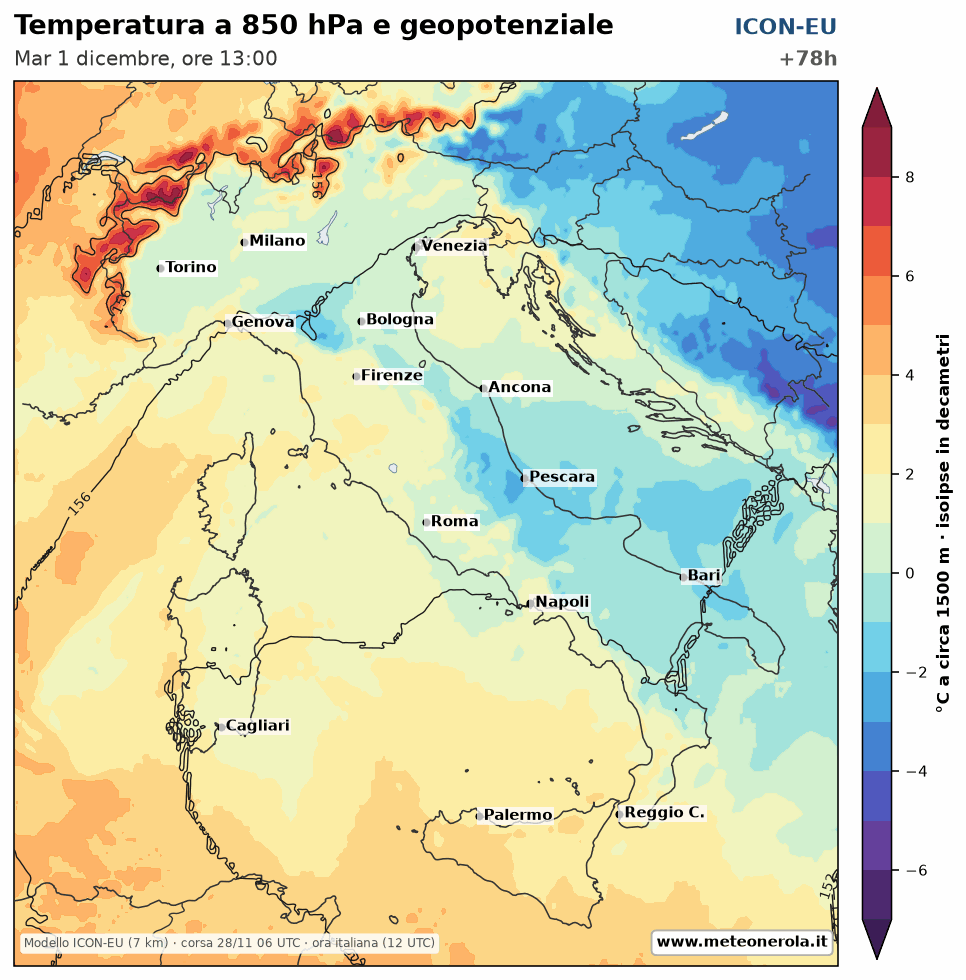 Temperatura a 850 hPa e geopotenziale
ICON-EU
Mar 1 dicembre, ore 13:00
+78h
156
Milano
Venezia
Torino
Genova
Bologna
Firenze
Ancona
156
Pescara
Roma
Bari
Napoli
Cagliari
Palermo
Reggio C.
152
8
6
4
2
0
−2
−4
−6
°C a circa 1500 m · isoipse in decametri
Modello ICON-EU (7 km) · corsa 28/11 06 UTC · ora italiana (12 UTC)
www.meteonerola.it